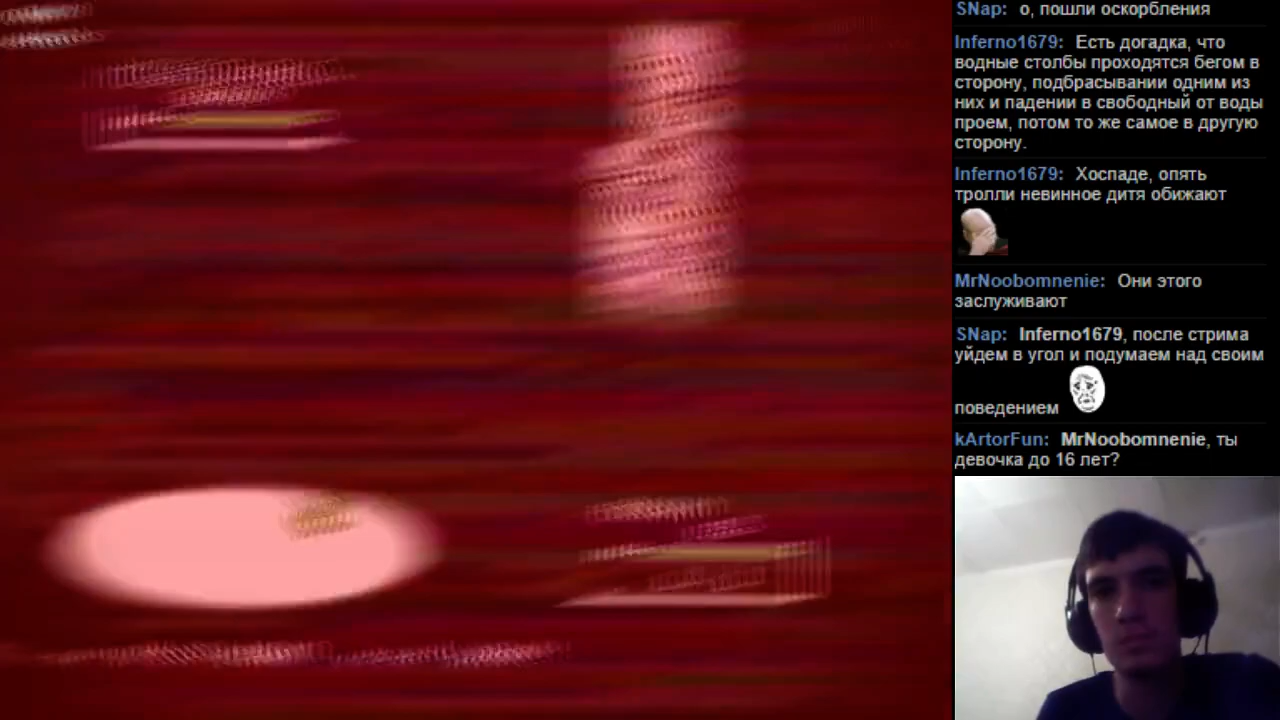 SNap: о, пошли оскорбления
Inferno1679: Есть догадка, что
водные столбы проходятся бегом в
сторону, подбрасывании одним из
них и падении в свободный от воды
проем, потом то же самое в другую
сторону.
Inferno1679: Хоспаде, опять
тролли невинное дитя обижают
MrNoobomnenie: Они этого
заслуживают
SNap: Inferno1679, после стрима
уйдем в угол и подумаем над своим
поведением
kArtorFun: MrNoobomnenie, ты
девочка до 16 лет?